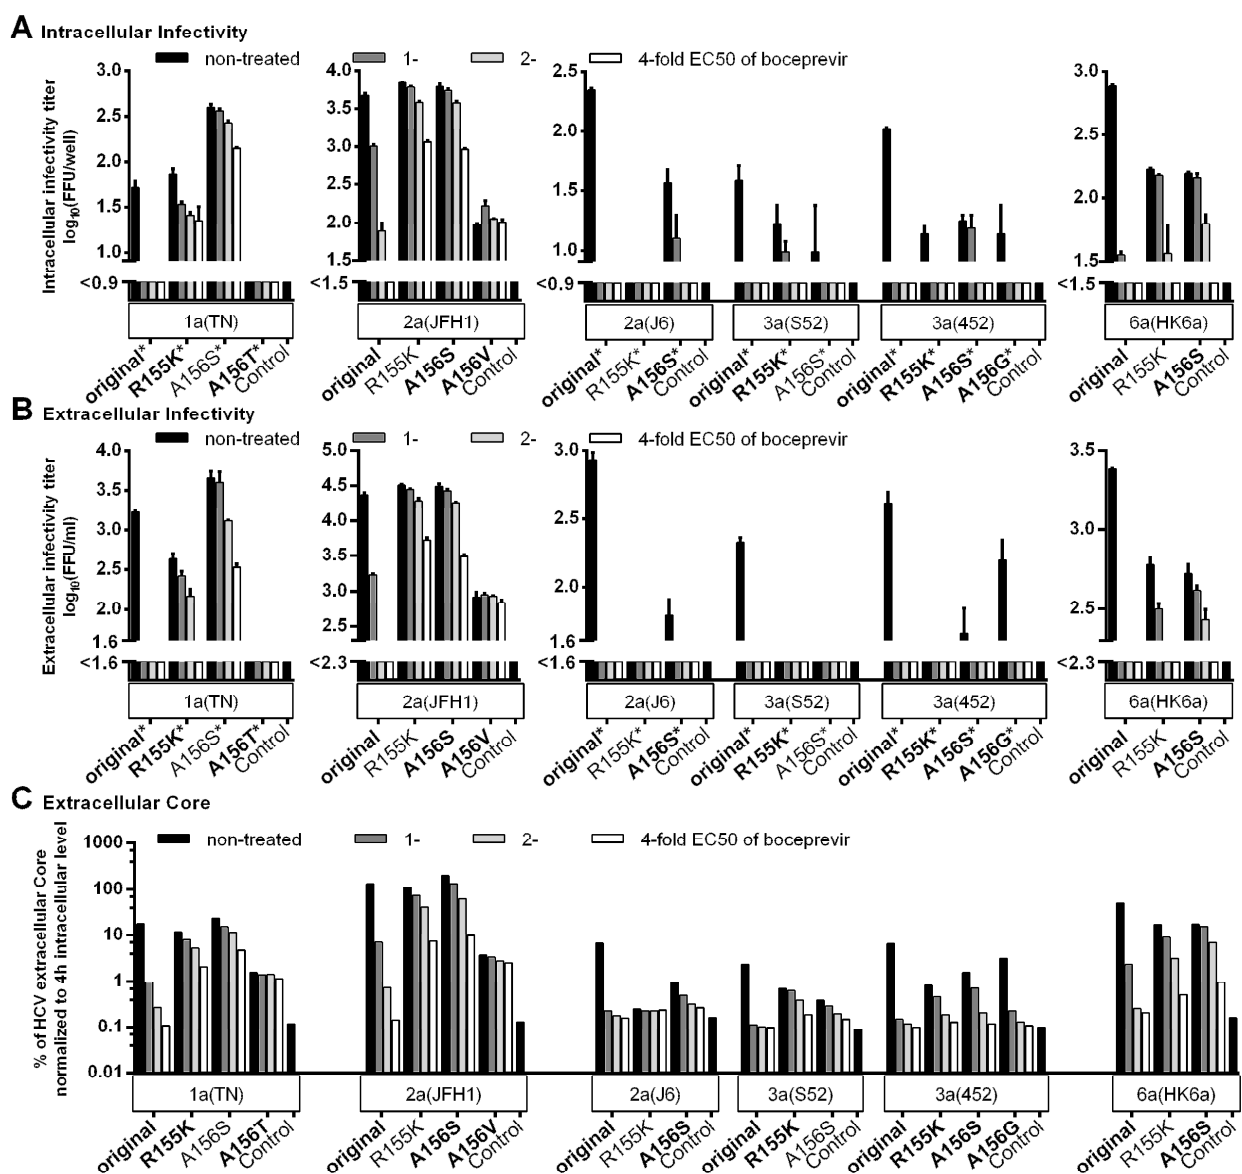 A Intracellular Infectivity
non-treated 1- 2- 4-fold EC50 of boceprevir
Intracellular infectivity titer
log10(FFU/well)
3.0
2.5
2.0
1.5
1.0
<0.9
4.0
3.5
3.0
2.5
2.0
1.5
<1.5
2.5
2.0
1.5
1.0
<0.9
3.0
2.5
2.0
1.5
<1.5
1a(TN) 2a(JFH1) 2a(J6) 3a(S52) 3a(452) 6a(HK6a)
original* R155K* A156S* A156T* Control original R155K A156S A156V Control original* R155K* A156S* Control original* R155K* A156S* Control original* R155K* A156S* A156G* Control original R155K A156S Control
B Extracellular Infectivity
non-treated 1- 2- 4-fold EC50 of boceprevir
Extracellular infectivity titer
log10(FFU/ml)
4.0
3.5
3.0
2.5
2.0
1.6
<1.6
5.0
4.5
4.0
3.5
3.0
2.3
<2.3
3.0
2.5
2.0
1.6
<1.6
3.5
3.0
2.5
<2.3
1a(TN) 2a(JFH1) 2a(J6) 3a(S52) 3a(452) 6a(HK6a)
original* R155K* A156S* A156T* Control original R155K A156S A156V Control original* R155K* A156S* Control original* R155K* A156S* Control original* R155K* A156S* A156G* Control original R155K A156S Control
C Extracellular Core
non-treated 1- 2- 4-fold EC50 of boceprevir
% of HCV extracellular Core
normalized to 4h intracellular level
1000
100
10
1
0.1
0.01
1a(TN) 2a(JFH1) 2a(J6) 3a(S52) 3a(452) 6a(HK6a)
original R155K A156S A156T Control original R155K A156S A156V Control original R155K A156S Control original R155K A156S Control original R155K A156S A156G Control original R155K A156S Control